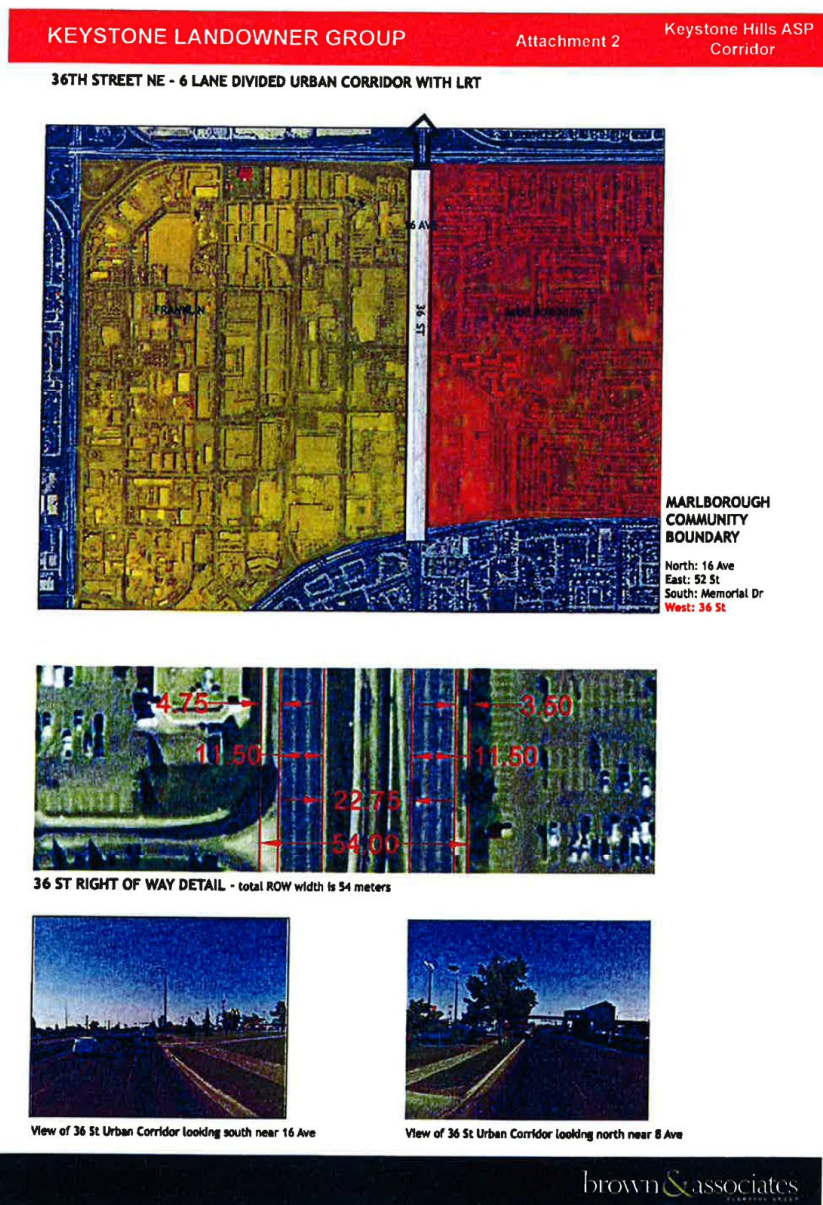 KEYSTONE LANDOWNER GROUP
Attachment 2
Keystone Hills ASP
Corridor
36TH STREET NE - 6 LANE DIVIDED URBAN CORRIDOR WITH LRT
16 AVE
FRANKLIN
36 ST
MARLBOROUGH
MARLBOROUGH
COMMUNITY
BOUNDARY
North: 16 Ave
East: 52 St
South: Memorial Dr
West: 36 St
4.75
3.50
11.50
11.50
22.75
54.00
36 ST RIGHT OF WAY DETAIL - total ROW width is 54 meters
View of 36 St Urban Corridor looking south near 16 Ave
View of 36 St Urban Corridor looking north near 8 Ave
brown & associates
PLANNING GROUP